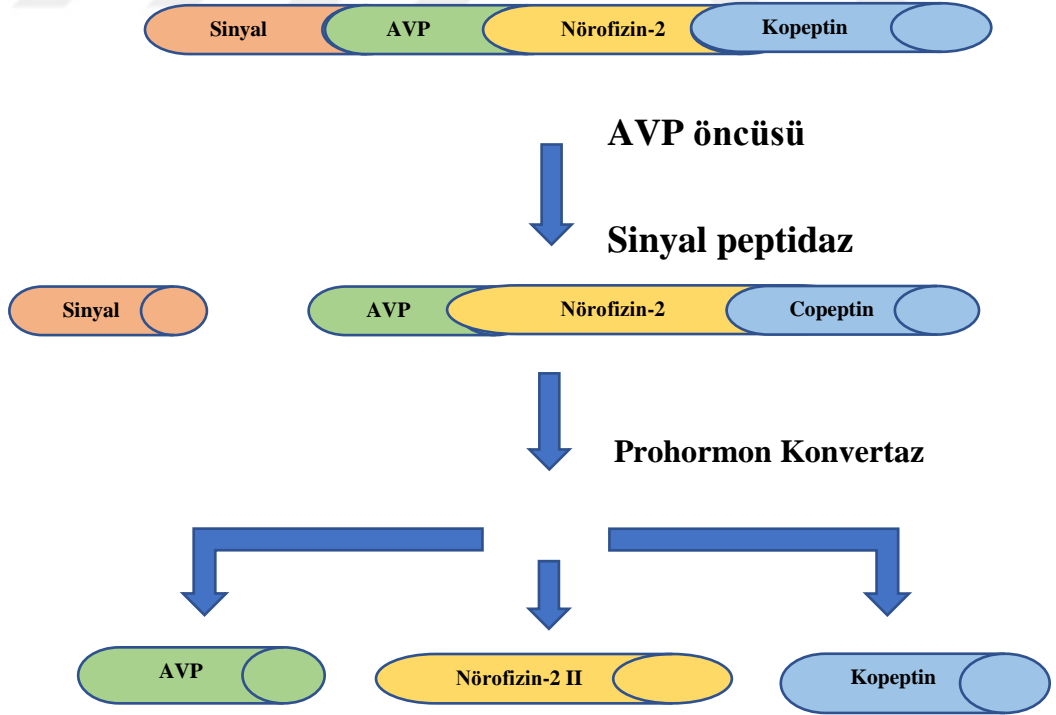 Sinyal AVP Nörofizin-2 Kopeptin
AVP öncüsü
Sinyal peptidaz
Sinyal AVP Nörofizin-2 Copeptin
Prohormon Konvertaz
AVP Nörofizin-2 II Kopeptin